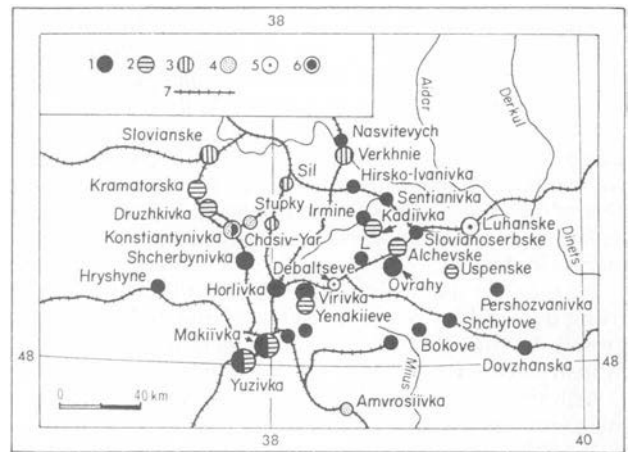 38
1 2 3 4 5 6
7
Nasvitevych
Slovianske
Verkhnie
Aidar
Derkul
Sil
Hirsko-Ivanivka
Kramatorska
Stupky
Irmine
Sentianivka
Kadiivka
Druzhkivka
Luhanske
Konstiantynivka
Chasiv-Yar
L
Slovianoserbske
Dinets
Shcherbynivka
Alchevske
Debaltseve
Uspenske
Hryshyne
Horlivka
Virivka
Ovrahy
Pershozvanivka
Yenakiieve
Shchytove
Makiivka
Bokove
48
48
Yuzivka
Mius
Dovzhanska
0 40 km
Amvrosiivka
38
40